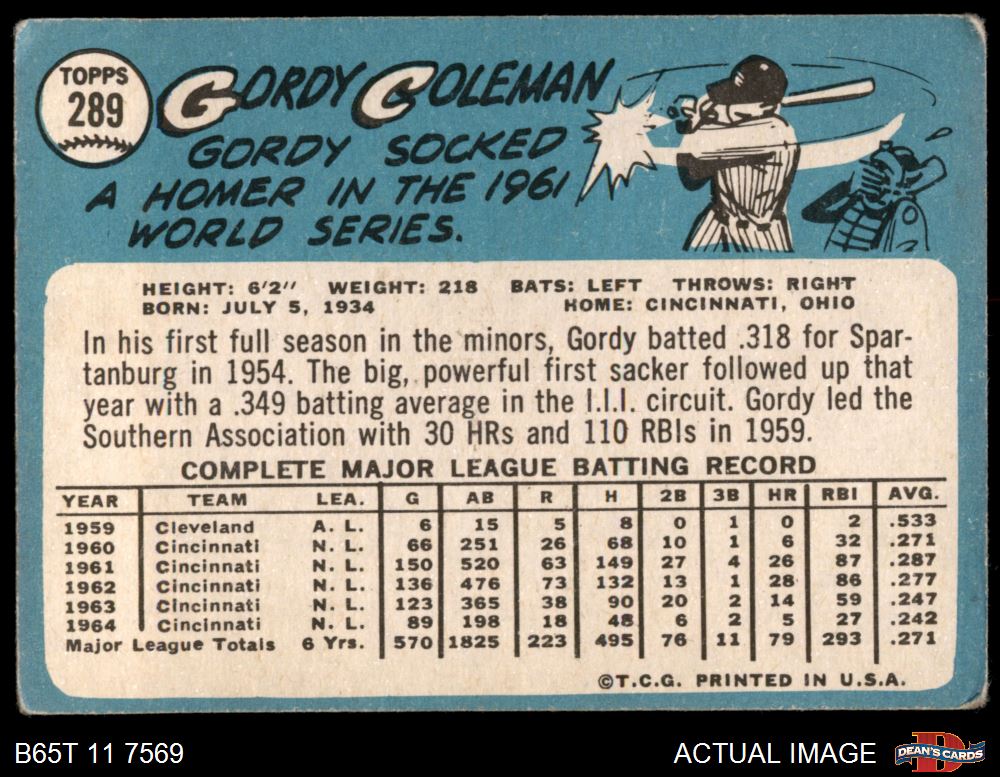 TOPPS
289
GORDY COLEMAN
GORDY SOCKED
A HOMER IN THE 1961
WORLD SERIES.
HEIGHT: 6'2" WEIGHT: 218 BATS: LEFT THROWS: RIGHT
BORN: JULY 5, 1934 HOME: CINCINNATI, OHIO
In his first full season in the minors, Gordy batted .318 for Spar-
tanburg in 1954. The big, powerful first sacker followed up that
year with a .349 batting average in the I.I.I. circuit. Gordy led the
Southern Association with 30 HRs and 110 RBIs in 1959.
COMPLETE MAJOR LEAGUE BATTING RECORD
YEAR TEAM LEA. G AB R H 2B 3B HR RBI AVG.
1959 Cleveland A. L. 6 15 5 8 0 1 0 2 .533
1960 Cincinnati N. L. 66 251 26 68 10 1 6 32 .271
1961 Cincinnati N. L. 150 520 63 149 27 4 26 87 .287
1962 Cincinnati N. L. 136 476 73 132 13 1 28 86 .277
1963 Cincinnati N. L. 123 365 38 90 20 2 14 59 .247
1964 Cincinnati N. L. 89 198 18 48 6 2 5 27 .242
Major League Totals 6 Yrs. 570 1825 223 495 76 11 79 293 .271
©T.C.G. PRINTED IN U.S.A.
B65T 11 7569 ACTUAL IMAGE DEAN'S CARDS